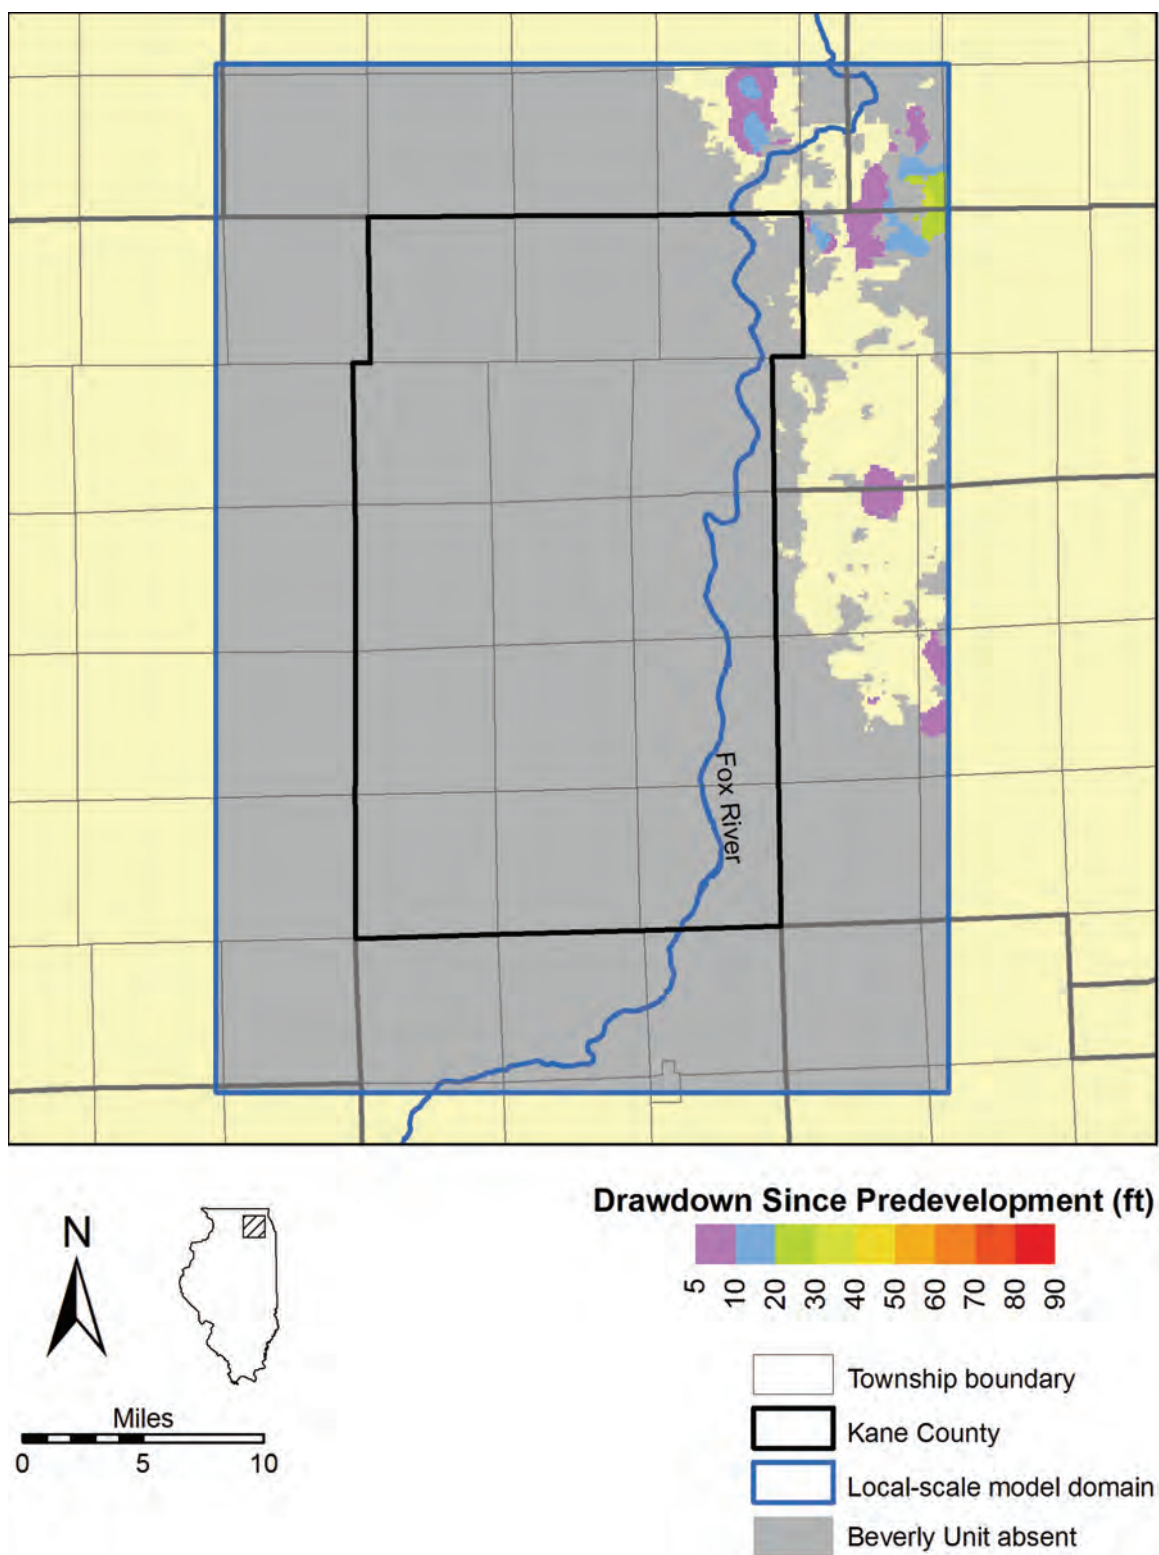 Fox River
Drawdown Since Predevelopment (ft)
5 10 20 30 40 50 60 70 80 90
N
Miles
0 5 10
Township boundary
Kane County
Local-scale model domain
Beverly Unit absent